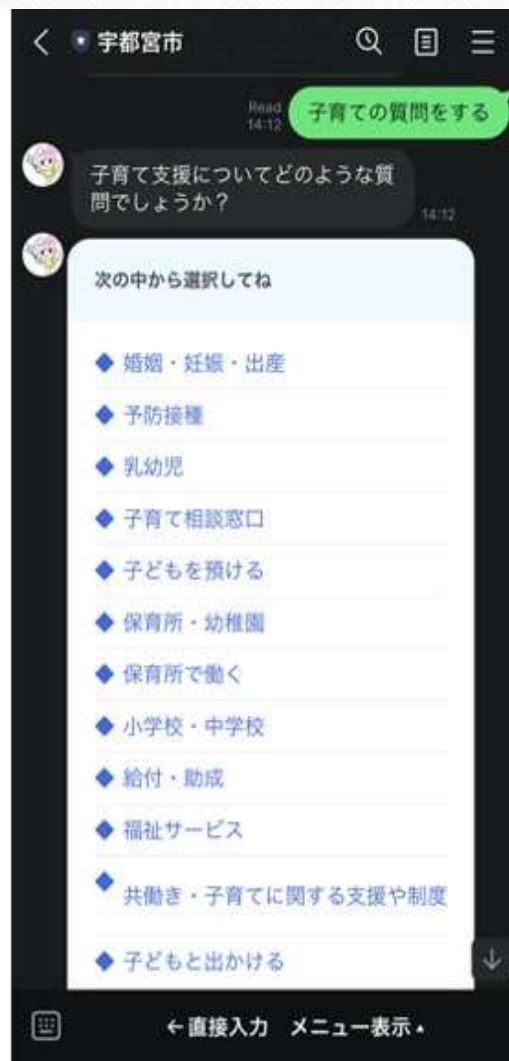 宇都宮市
Read
14:12
子育ての質問をする
子育て支援についてどのような質
問でしょうか？
14:12
次の中から選択してね
◆ 婚姻・妊娠・出産
◆ 予防接種
◆ 乳幼児
◆ 子育て相談窓口
◆ 子どもを預ける
◆ 保育所・幼稚園
◆ 保育所で働く
◆ 小学校・中学校
◆ 給付・助成
◆ 福祉サービス
◆ 共働き・子育てに関する支援や制度
◆ 子どもと出かける
←直接入力 メニュー表示▲